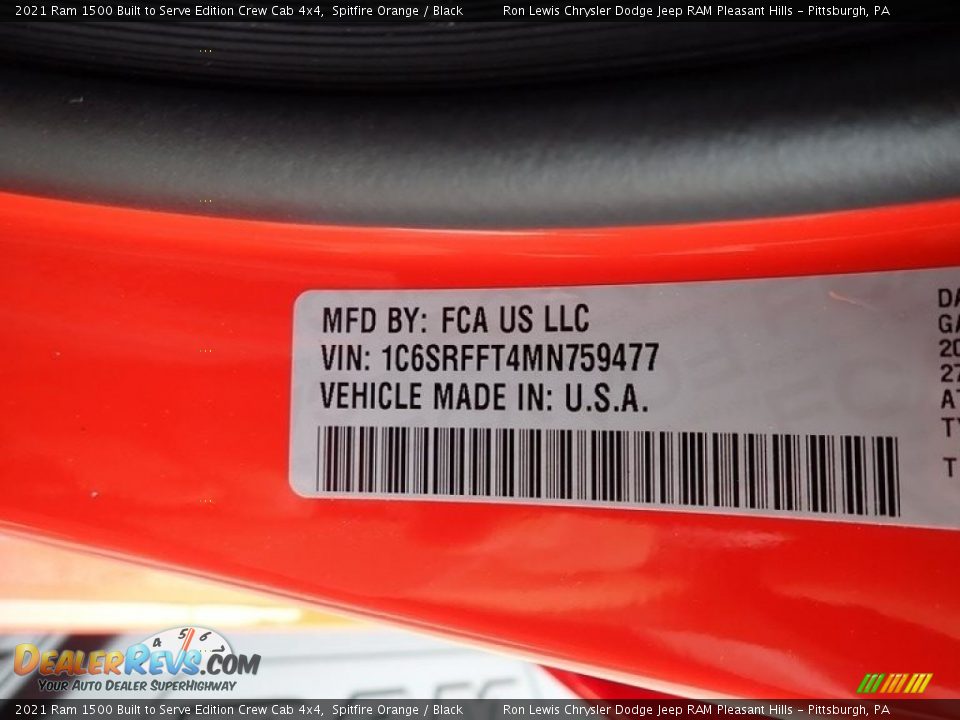 2021 Ram 1500 Built to Serve Edition Crew Cab 4x4, Spitfire Orange / Black Ron Lewis Chrysler Dodge Jeep RAM Pleasant Hills - Pittsburgh, PA
MFD BY: FCA US LLC
VIN: 1C6SRFFT4MN759477
VEHICLE MADE IN: U.S.A.
4 5 6
DealerRevs.com
Your Auto Dealer SuperHighway
2021 Ram 1500 Built to Serve Edition Crew Cab 4x4, Spitfire Orange / Black Ron Lewis Chrysler Dodge Jeep RAM Pleasant Hills - Pittsburgh, PA